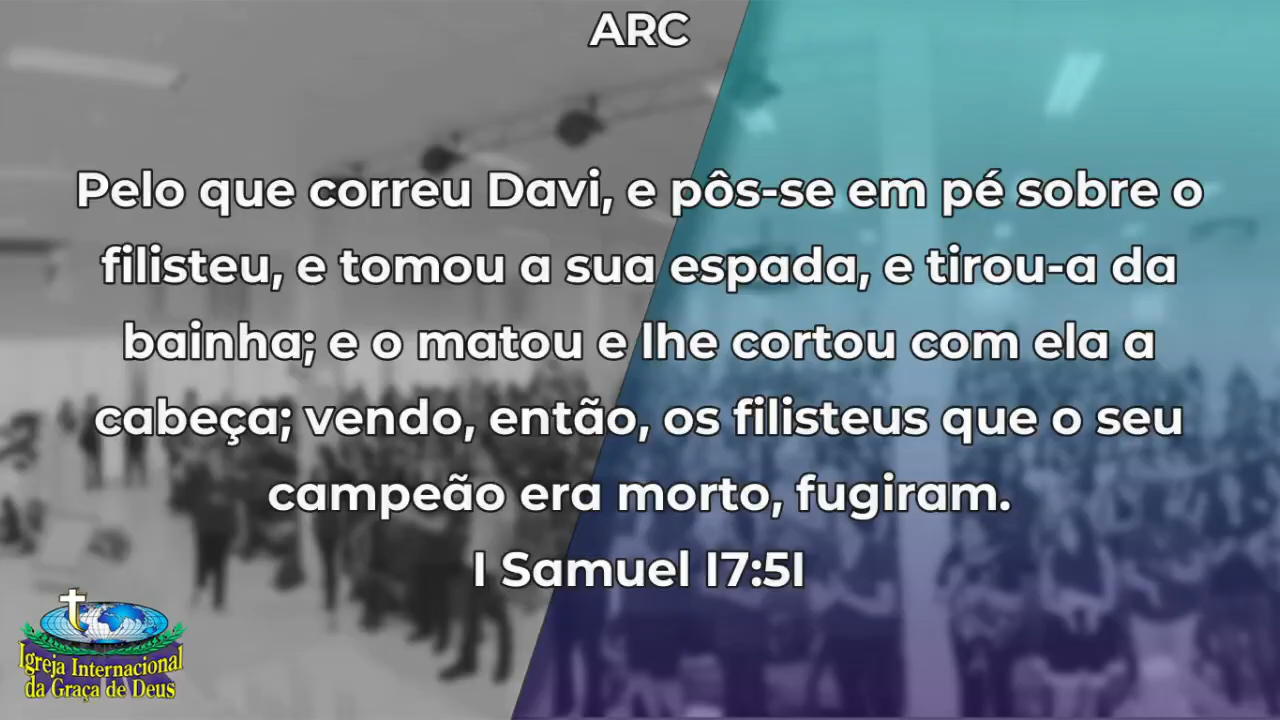 ARC
Pelo que correu Davi, e pôs-se em pé sobre o
filisteu, e tomou a sua espada, e tirou-a da
bainha; e o matou e lhe cortou com ela a
cabeça; vendo, então, os filisteus que o seu
campeão era morto, fugiram.
I Samuel 17:51
Igreja Internacional
da Graça de Deus